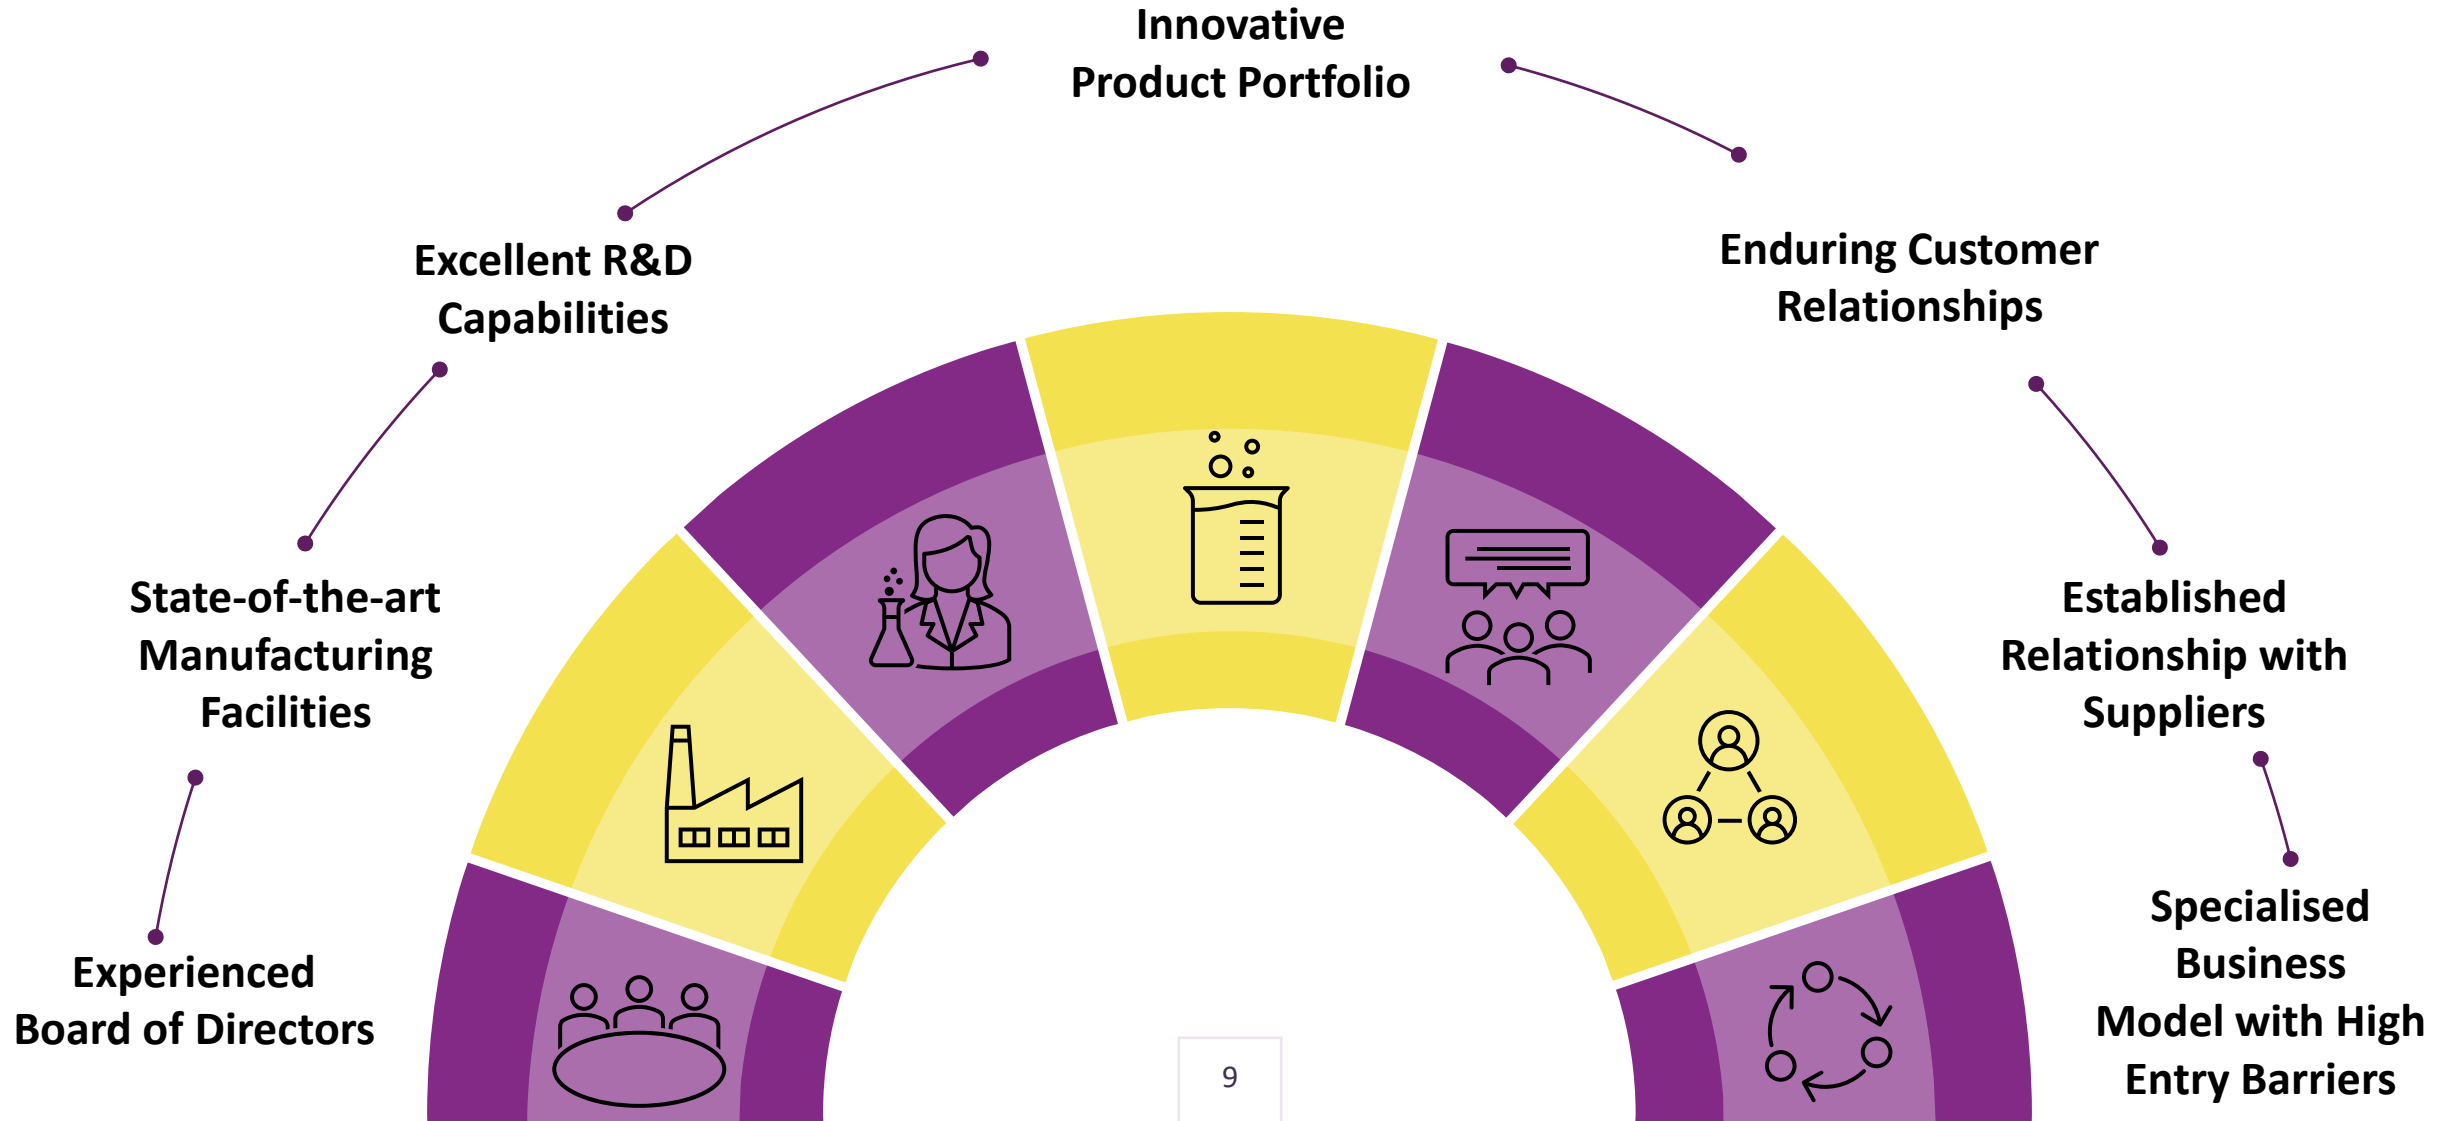 Innovative
Product Portfolio
Excellent R&D
Capabilities
Enduring Customer
Relationships
State-of-the-art
Manufacturing
Facilities
Established
Relationship with
Suppliers
Experienced
Board of Directors
Specialised
Business
Model with High
Entry Barriers
9